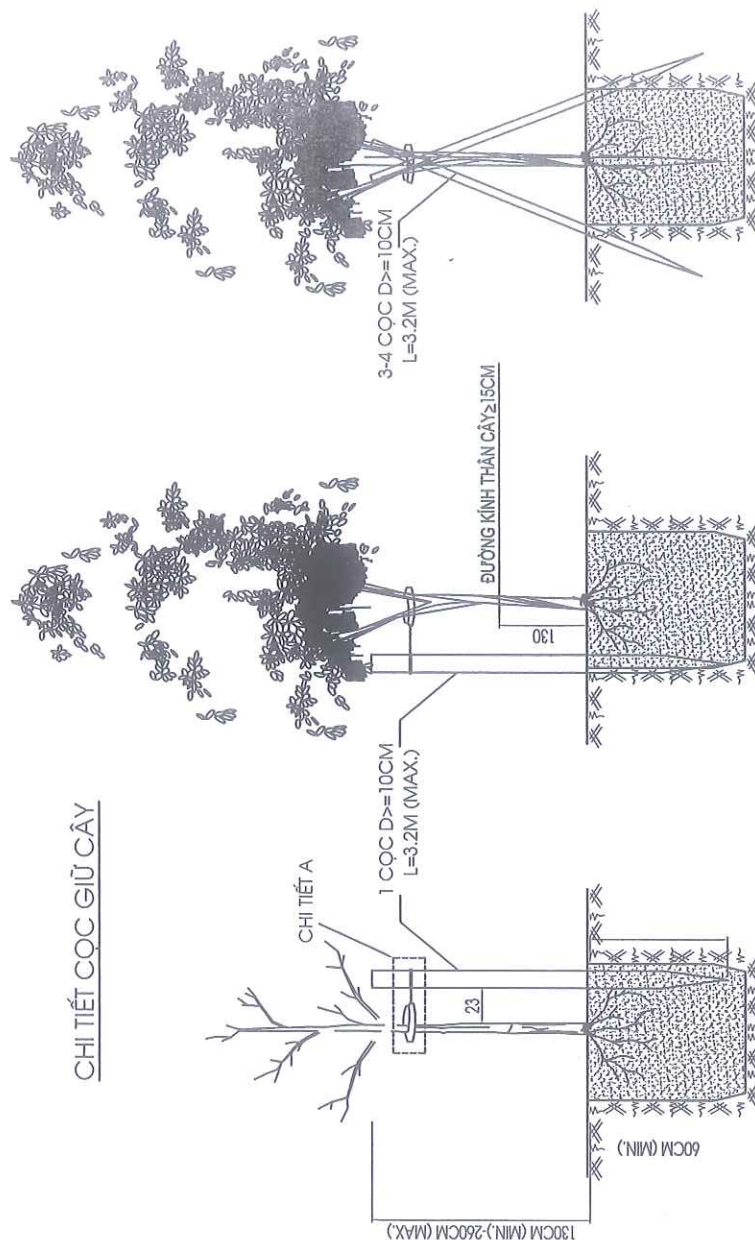 CHI TIẾT CỌC GIỮ CÂY
CHI TIẾT A
1 CỌC D>=10CM
L=3.2M (MAX.)
3-4 CỌC D>=10CM
L=3.2M (MAX.)
ĐƯỜNG KÍNH THÂN CÂY≥15CM
130
23
130CM (MIN.)-260CM (MAX.)
60CM (MIN.)